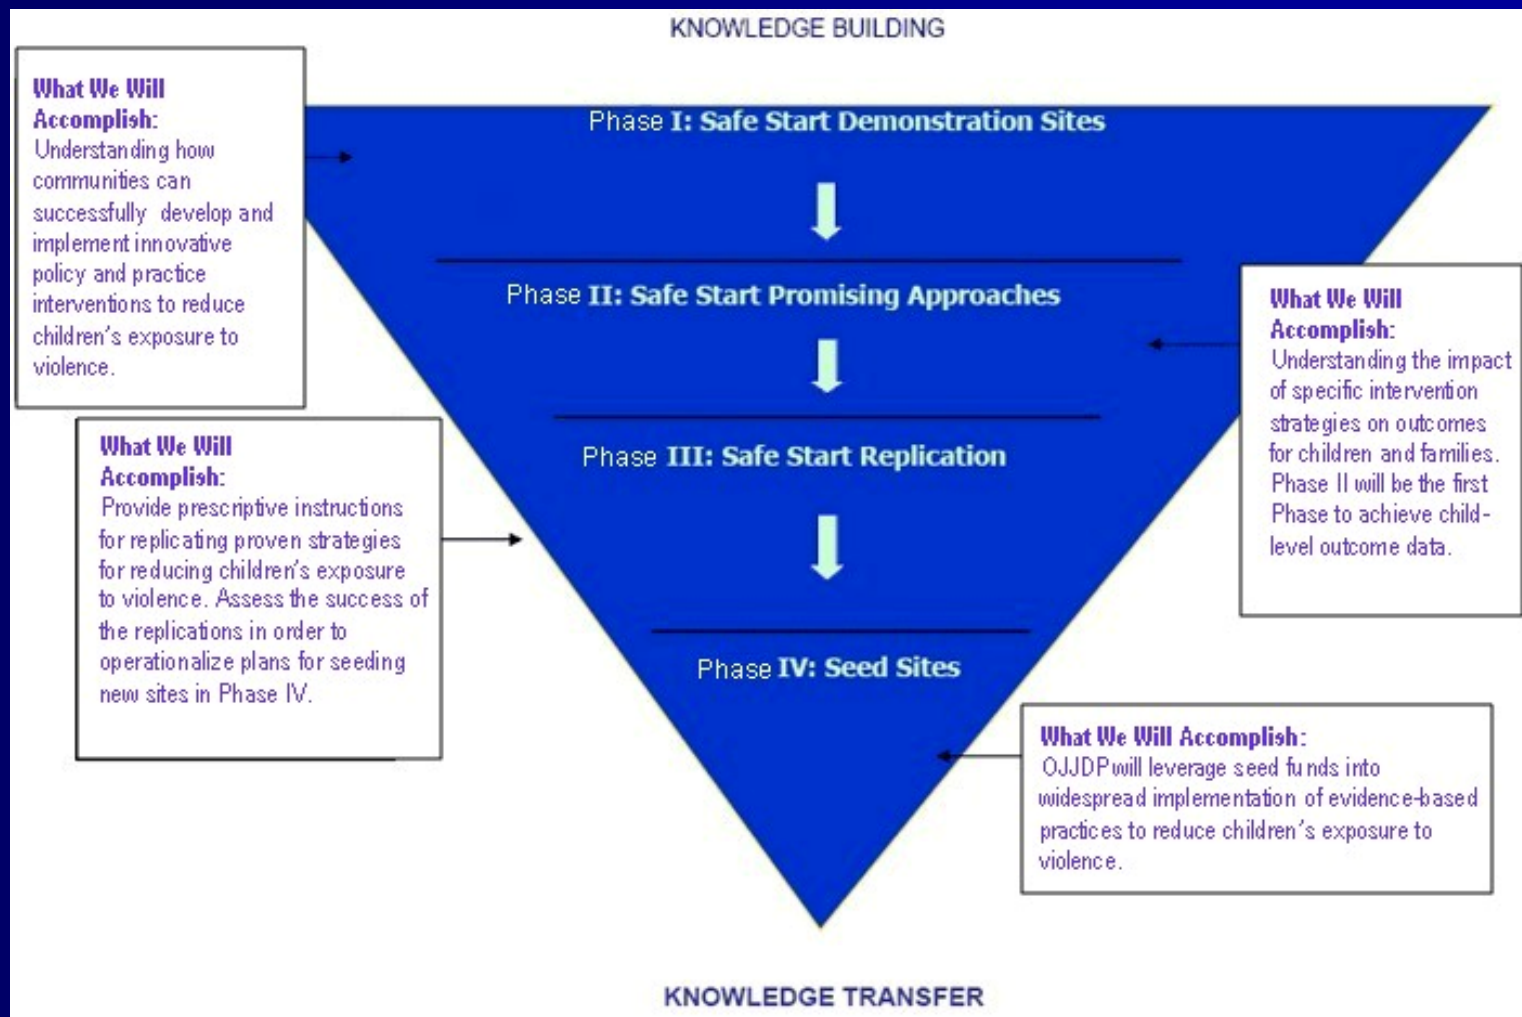 KNOWLEDGE BUILDING
What We Will
Accomplish:
Understanding how
communities can
successfully develop and
implement innovative
policy and practice
interventions to reduce
children's exposure to
violence.
Phase I: Safe Start Demonstration Sites
Phase II: Safe Start Promising Approaches
What We Will
Accomplish:
Understanding the impact
of specific intervention
strategies on outcomes
for children and families.
Phase II will be the first
Phase to achieve child-
level outcome data.
What We Will
Accomplish:
Provide prescriptive instructions
for replicating proven strategies
for reducing children's exposure
to violence. Assess the success of
the replications in order to
operationalize plans for seeding
new sites in Phase IV.
Phase III: Safe Start Replication
Phase IV: Seed Sites
What We Will Accomplish:
OJJDP will leverage seed funds into
widespread implementation of evidence-based
practices to reduce children's exposure to
violence.
KNOWLEDGE TRANSFER